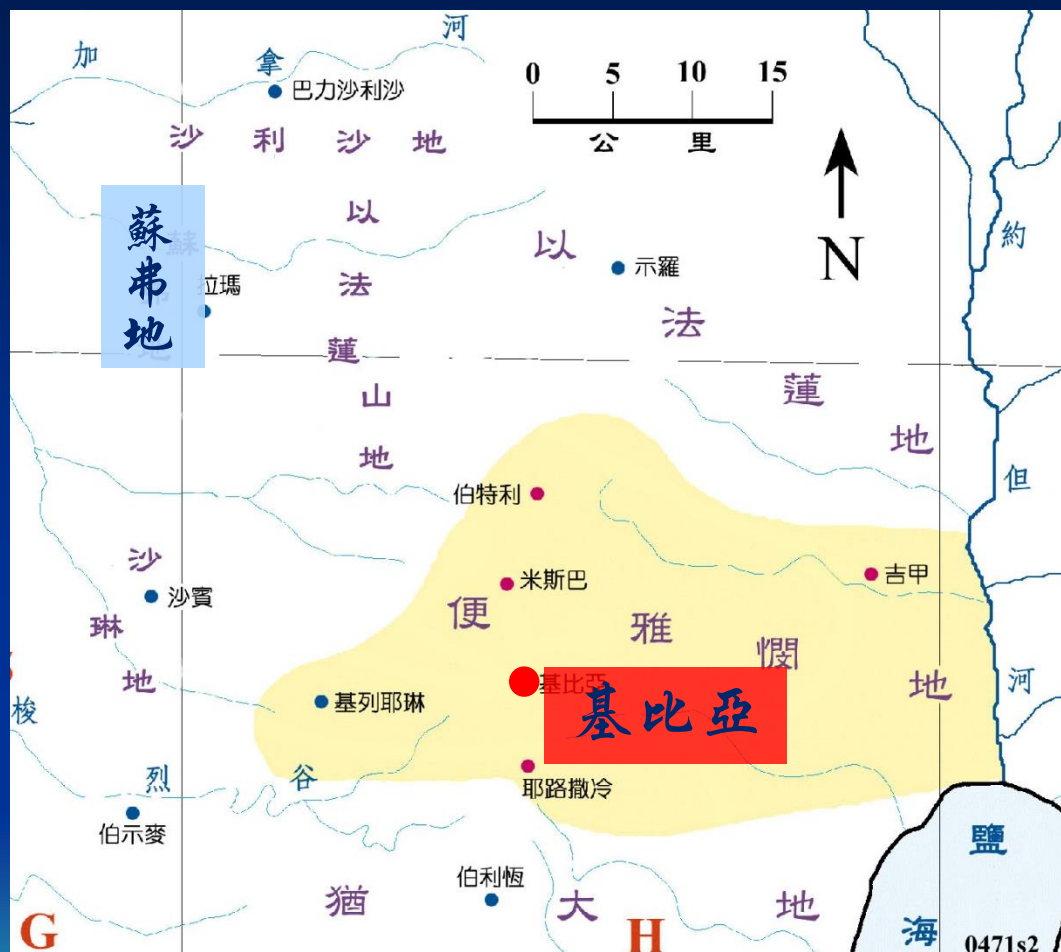 加拿河
巴力沙利沙
沙利沙地
0 5 10 15
公里
N
約但河
蘇弗地
拉瑪
以法蓮山地
示羅
以法蓮地
伯特利
米斯巴
吉甲
便雅憫地
沙琳地
沙賓
基列耶琳
基比亞
基比亞
耶路撒冷
梭烈谷
伯示麥
伯利恆
猶大地
鹽海
G
H
0471s2